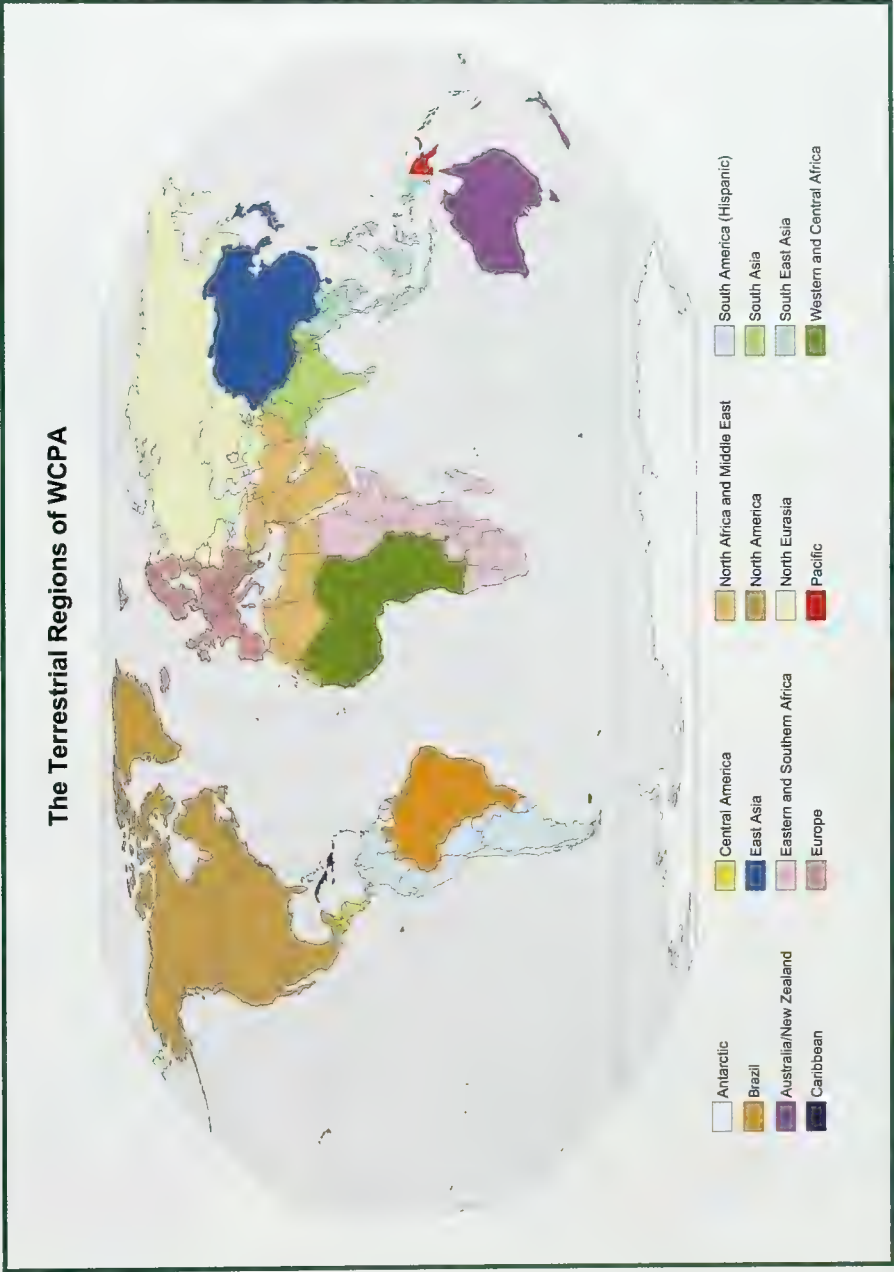 The Terrestrial Regions of WCPA
Antarctic
Brazil
Australia/New Zealand
Caribbean
Central America
East Asia
Eastern and Southern Africa
Europe
North Africa and Middle East
North America
North Eurasia
Pacific
South America (Hispanic)
South Asia
South East Asia
Western and Central Africa